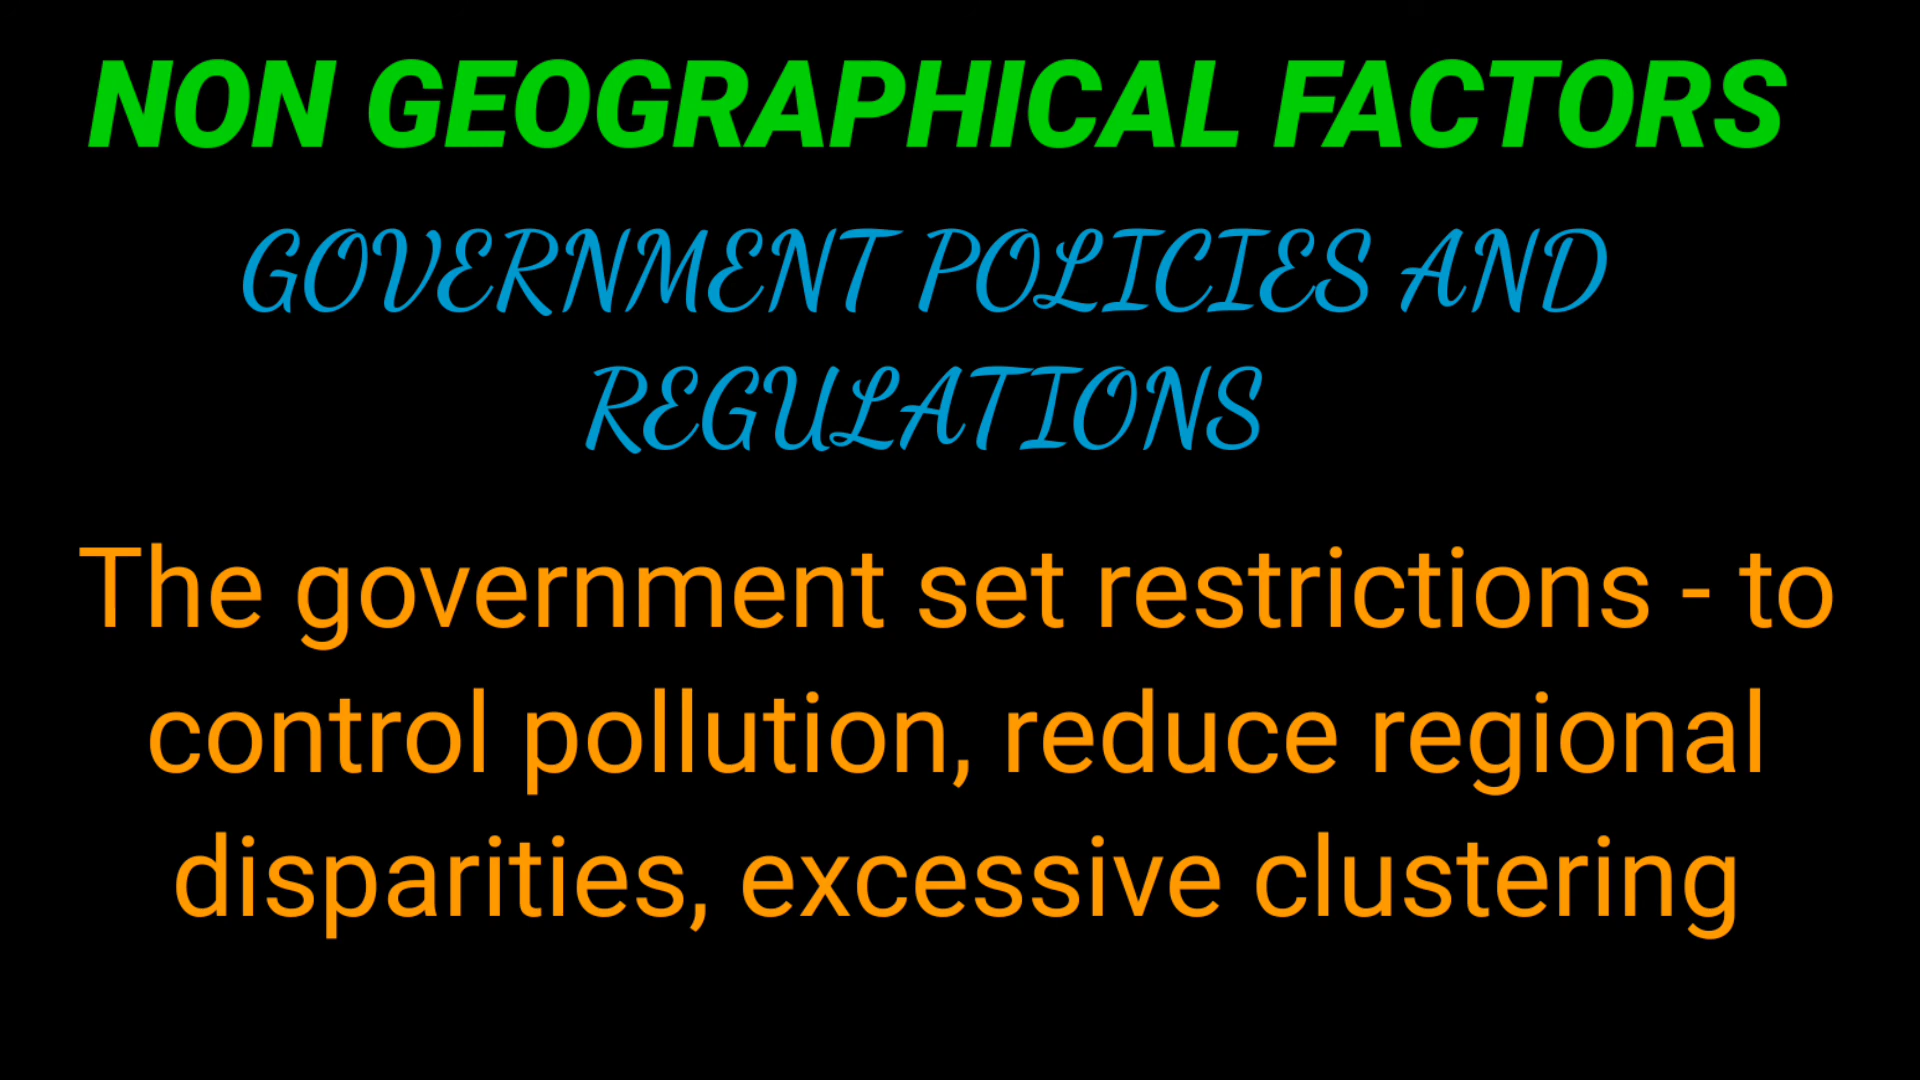 NON GEOGRAPHICAL FACTORS
GOVERNMENT POLICIES AND
REGULATIONS
The government set restrictions - to
control pollution, reduce regional
disparities, excessive clustering